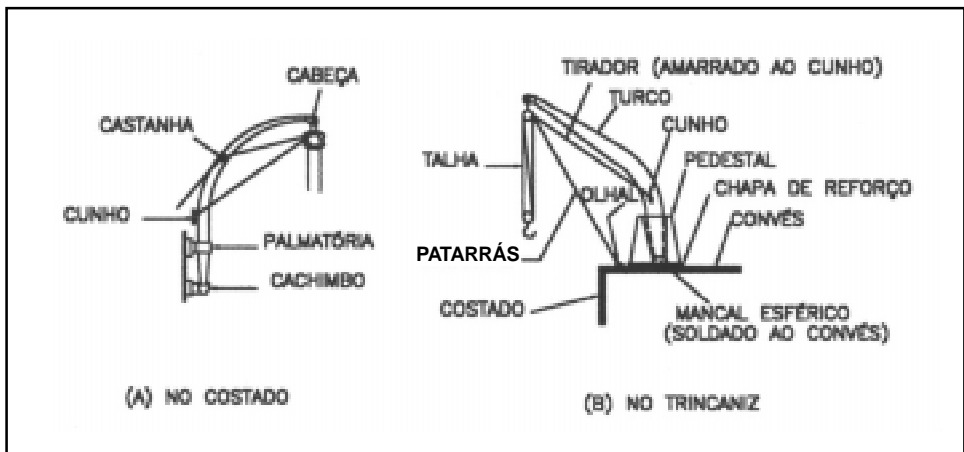 CABEÇA
CASTANHA
CUNHO
PALMATÓRIA
CACHIMBO
(A) NO COSTADO
TIRADOR (AMARRADO AO CUNHO)
TURCO
CUNHO
TALHA
PEDESTAL
OLHAL
CHAPA DE REFORÇO
CONVÉS
PATARRÁS
COSTADO
MANCAL ESFÉRICO
(SOLDADO AO CONVÉS)
(B) NO TRINCANIZ